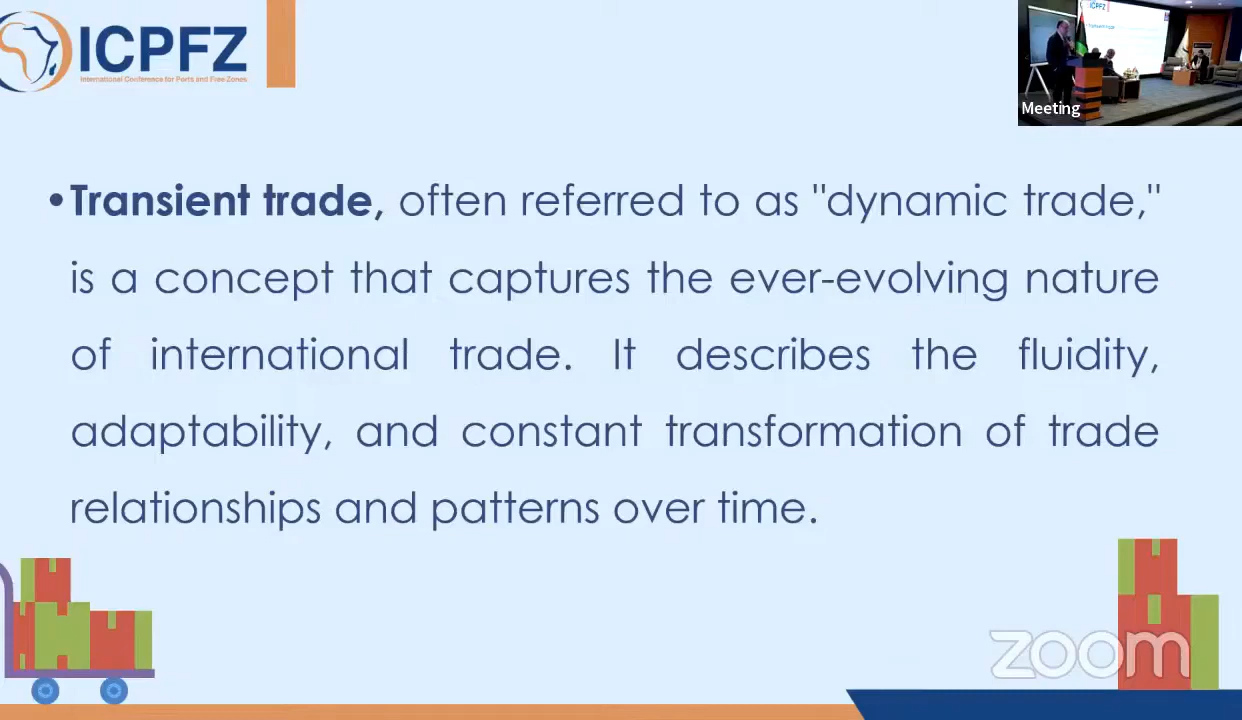 ICPFZ
International Conference for Ports and Free Zones
Meeting
•Transient trade, often referred to as "dynamic trade,"
is a concept that captures the ever-evolving nature
of international trade. It describes the fluidity,
adaptability, and constant transformation of trade
relationships and patterns over time.
zoom